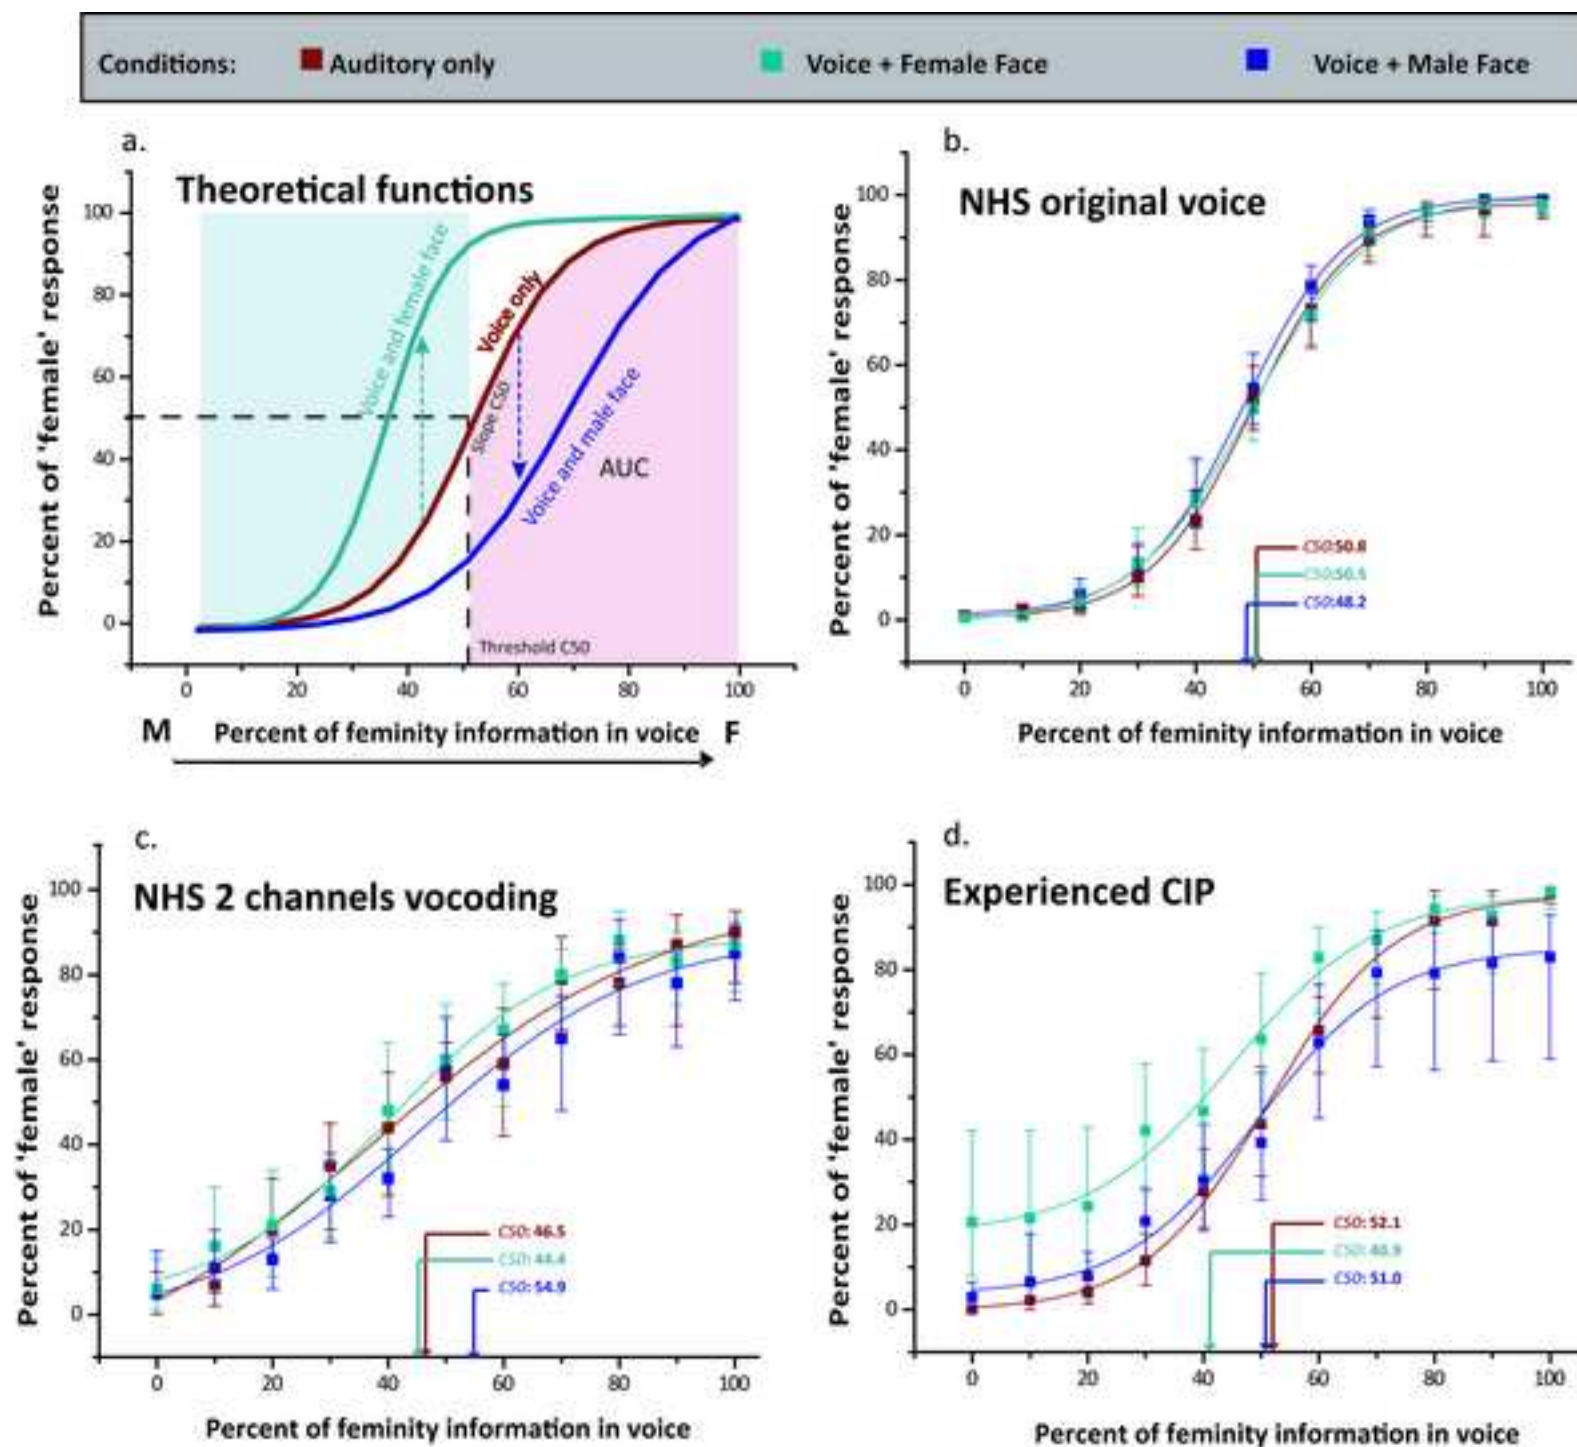 Conditions: Auditory only Voice + Female Face Voice + Male Face
a.
Theoretical functions
Percent of 'female' response
100
80
60
40
20
0
Voice and female face
Voice only
Slope C50
Voice and male face
AUC
Threshold C50
0 20 40 60 80 100
M Percent of feminity information in voice F
b.
NHS original voice
Percent of 'female' response
100
80
60
40
20
0
C50:50.8
C50:50.5
C50:48.2
0 20 40 60 80 100
Percent of feminity information in voice
c.
NHS 2 channels vocoding
Percent of 'female' response
100
80
60
40
20
0
C50: 46.5
C50: 44.4
C50: 54.9
0 20 40 60 80 100
Percent of feminity information in voice
d.
Experienced CIP
Percent of 'female' response
100
80
60
40
20
0
C50: 52.1
C50: 40.9
C50: 51.0
0 20 40 60 80 100
Percent of feminity information in voice